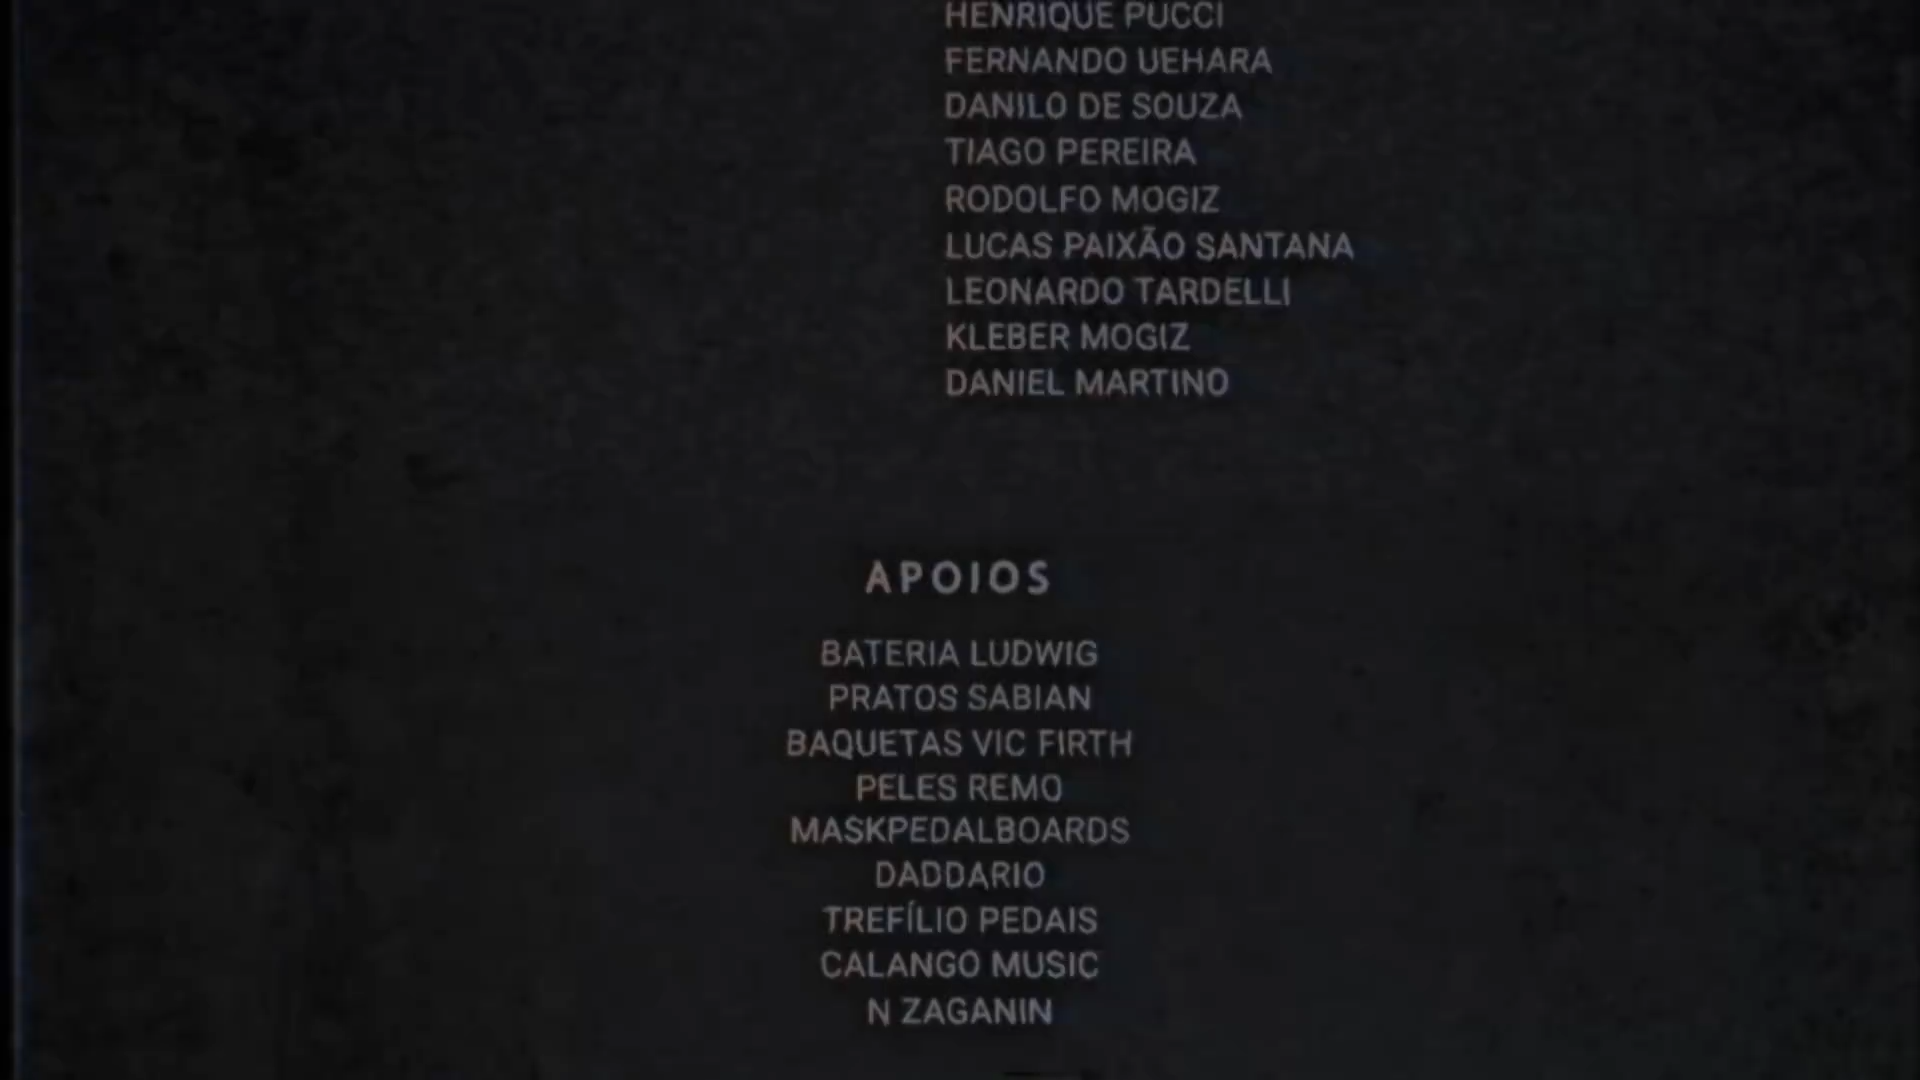 HENRIQUE PUCCI
FERNANDO UEHARA
DANILO DE SOUZA
TIAGO PEREIRA
RODOLFO MOGIZ
LUCAS PAIXÃO SANTANA
LEONARDO TARDELLI
KLEBER MOGIZ
DANIEL MARTINO
APOIOS
BATERIA LUDWIG
PRATOS SABIAN
BAQUETAS VIC FIRTH
PELES REMO
MASKPEDALBOARDS
DADDARIO
TREFÍLIO PEDAIS
CALANGO MUSIC
N ZAGANIN